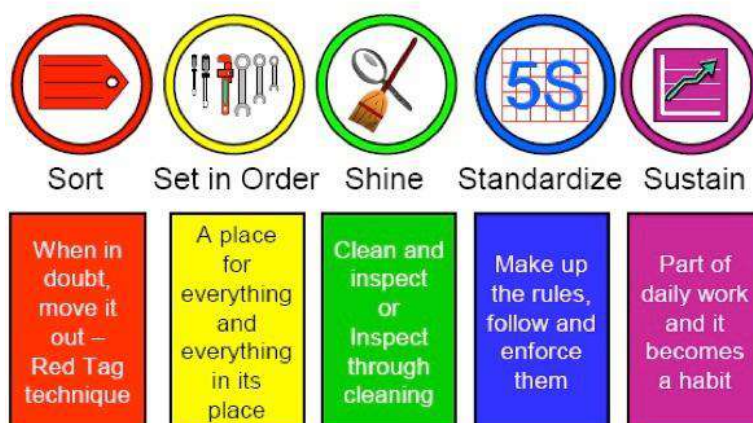 5S
Sort
Set in Order
Shine
Standardize
Sustain
When in
doubt,
move it
out –
Red Tag
technique
A place
for
everything
and
everything
in its
place
Clean and
inspect
or
Inspect
through
cleaning
Make up
the rules,
follow and
enforce
them
Part of
daily work
and it
becomes
a habit